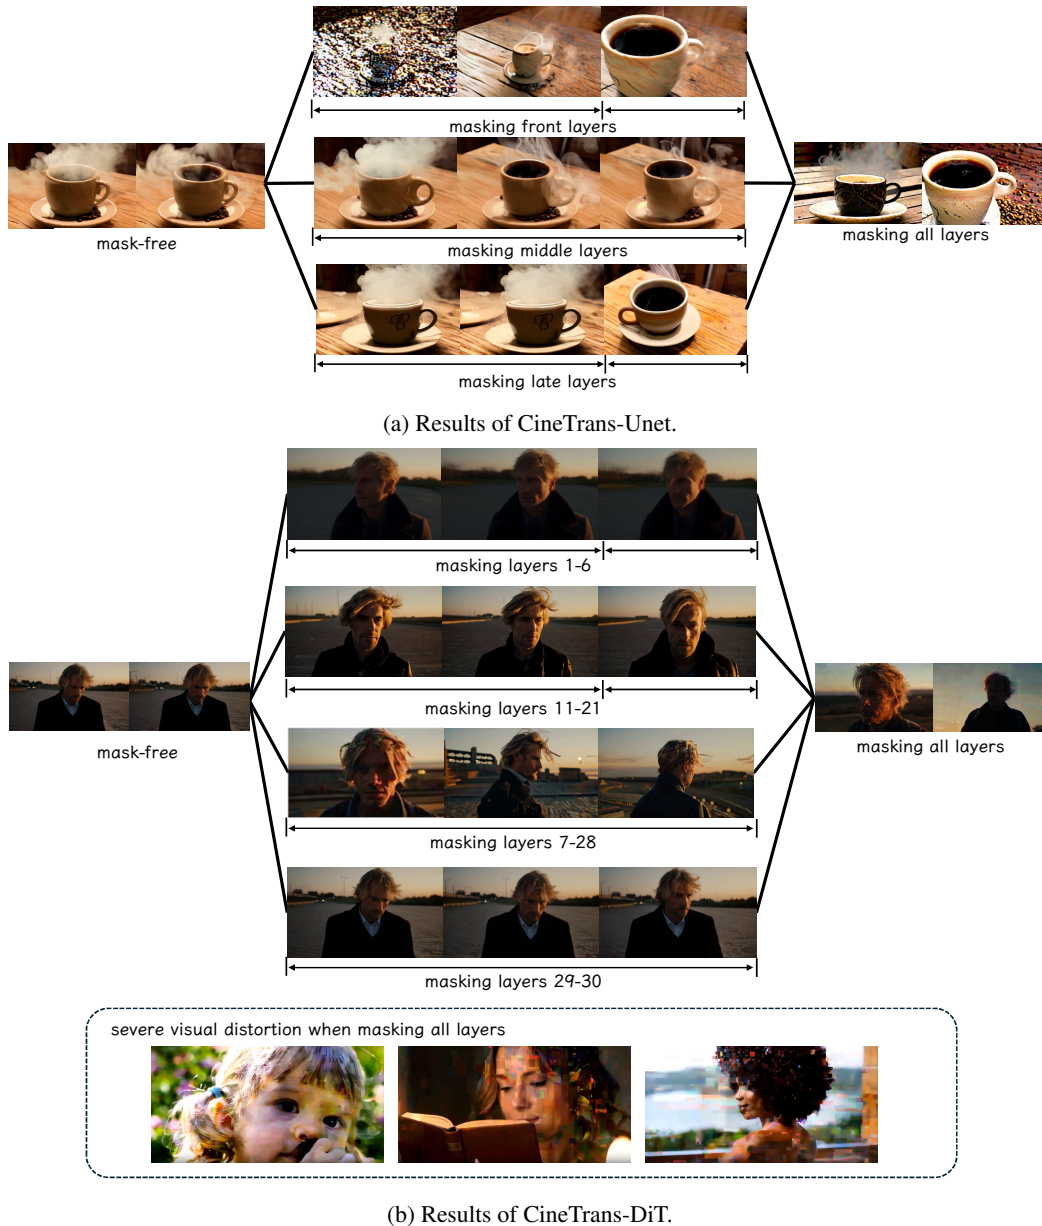 masking front layers
mask-free
masking middle layers
masking all layers
masking late layers
(a) Results of CineTrans-Unet.
masking layers 1-6
masking layers 11-21
mask-free
masking all layers
masking layers 7-28
masking layers 29-30
severe visual distortion when masking all layers
(b) Results of CineTrans-DiT.